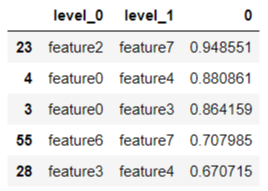 level_0 level_1 0
23 feature2 feature7 0.948551
4 feature0 feature4 0.880861
3 feature0 feature3 0.864159
55 feature6 feature7 0.707985
28 feature3 feature4 0.670715